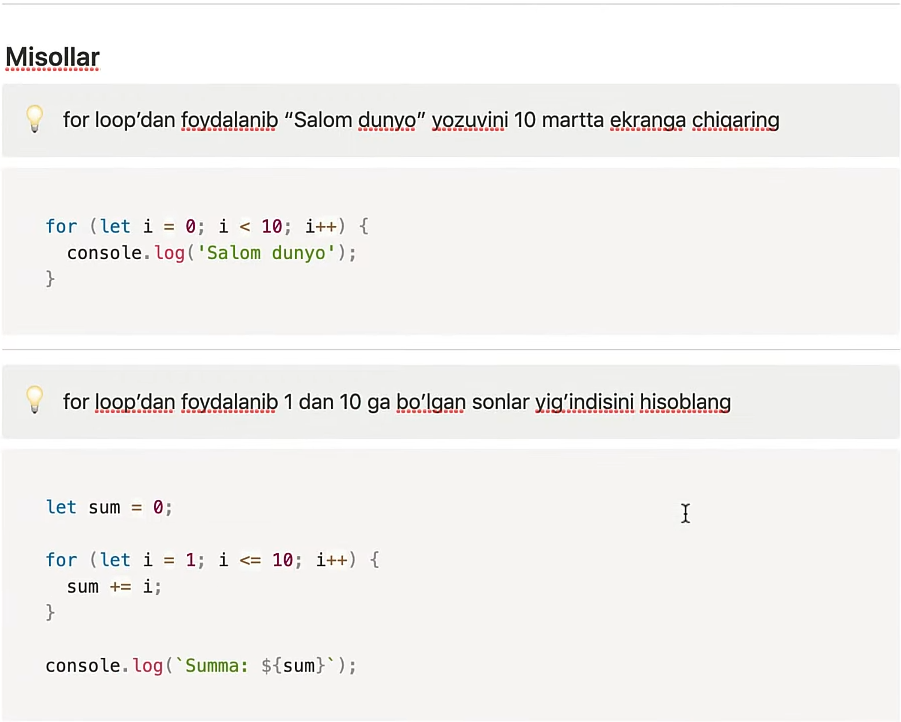 Misollar
for loop’dan foydalanib “Salom dunyo” yozuvini 10 martta ekranga chiqaring
for (let i = 0; i < 10; i++) {
  console.log('Salom dunyo');
}
for loop’dan foydalanib 1 dan 10 ga bo’lgan sonlar yig’indisini hisoblang
let sum = 0;
for (let i = 1; i <= 10; i++) {
  sum += i;
}
console.log(`Summa: ${sum}`);